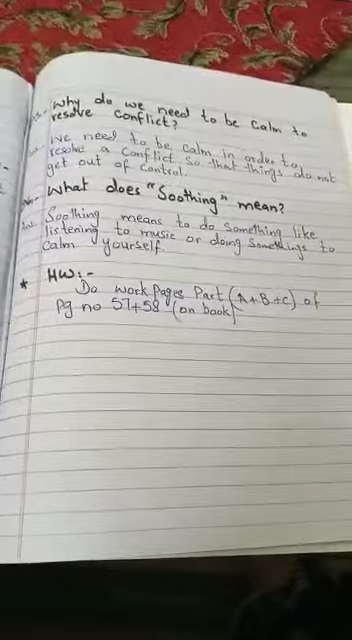 Why do we need to be calm to
resolve conflict?
We need to be calm in order to
resolve a conflict so that things do not
get out of control.
What does "Soothing" mean?
Soothing means to do something like
listening to music or doing somethings to
calm yourself.
* HW:-
Do work pages Part (A+B+C) of
Pg no 57+58 (on book)